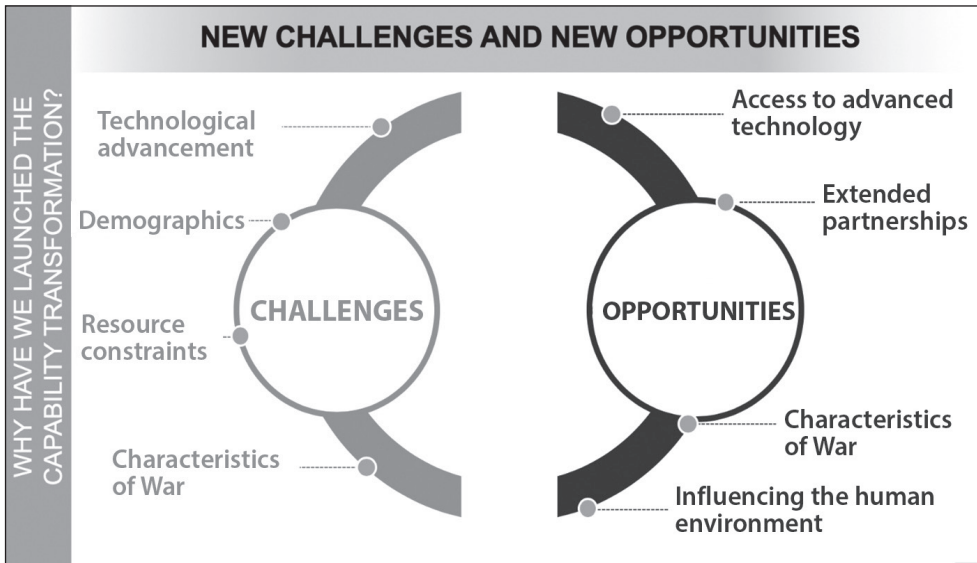 NEW CHALLENGES AND NEW OPPORTUNITIES
WHY HAVE WE LAUNCHED THE
CAPABILITY TRANSFORMATION?
Technological
advancement
Demographics
Resource
constraints
Characteristics
of War
CHALLENGES
OPPORTUNITIES
Access to advanced
technology
Extended
partnerships
Characteristics
of War
Influencing the human
environment